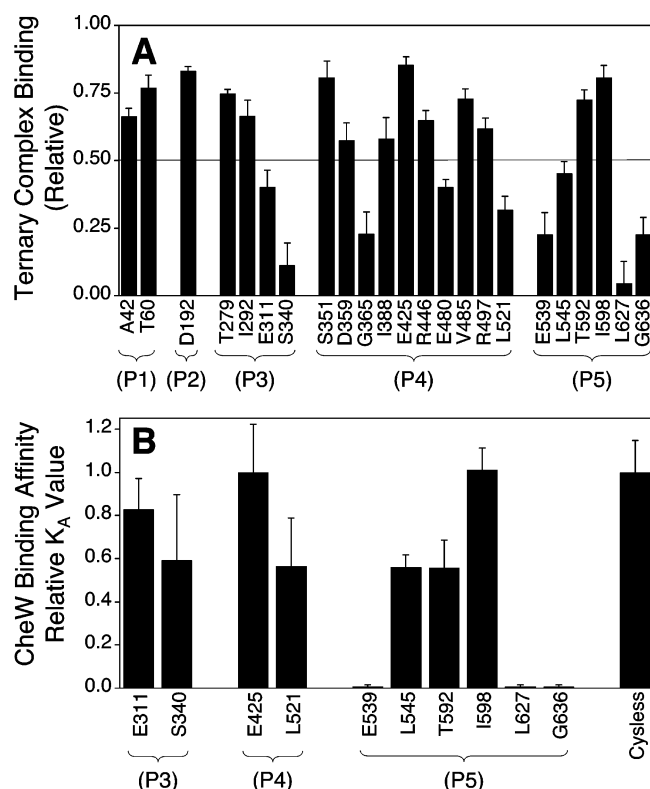 A
Ternary Complex Binding
(Relative)
1.00
0.75
0.50
0.25
0.00
A42 T60 D192 T279 I292 E311 S340 S351 D359 G365 I388 E425 R446 E480 V485 R497 L521 E539 L545 T592 I598 L627 G636
(P1) (P2) (P3) (P4) (P5)
B
CheW Binding Affinity
Relative KA Value
1.2
1.0
0.8
0.6
0.4
0.2
0.0
E311 S340 E425 L521 E539 L545 T592 I598 L627 G636 Cysless
(P3) (P4) (P5)